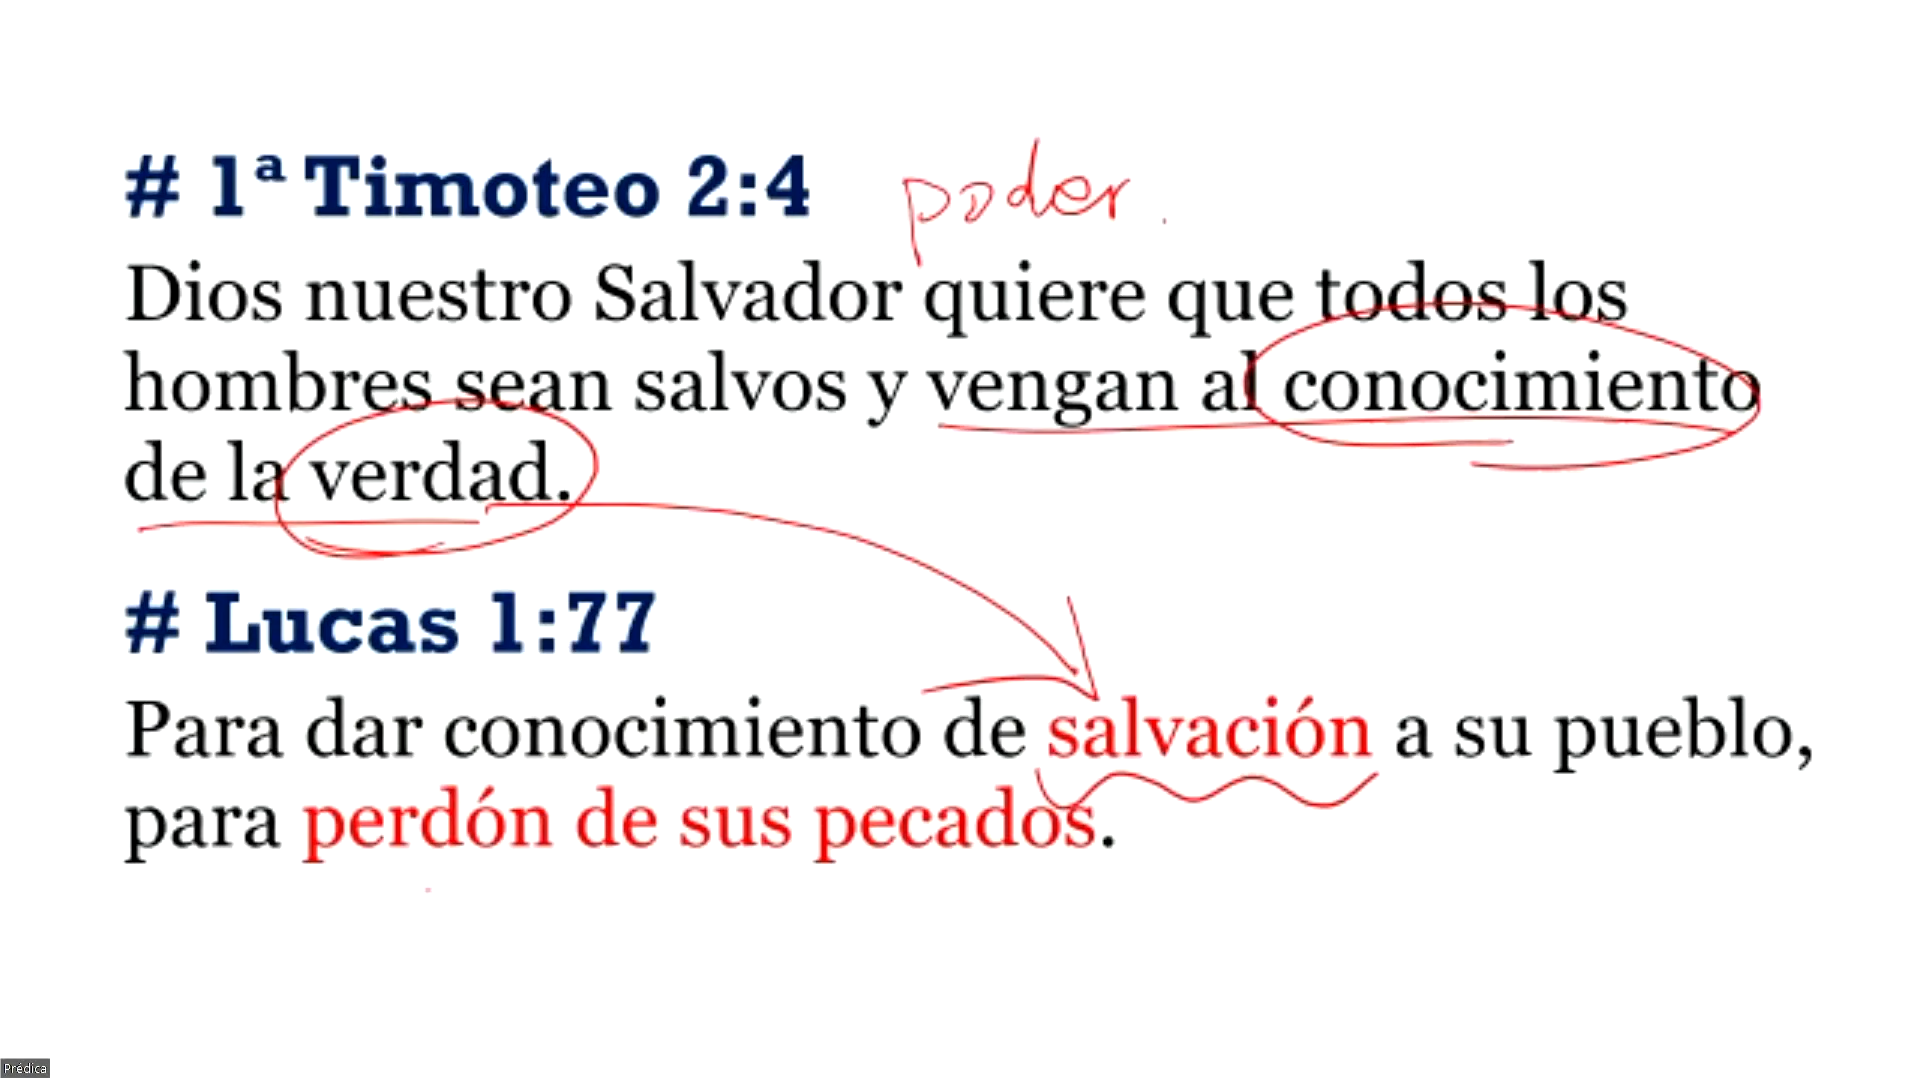 # 1ª Timoteo 2:4 poder
Dios nuestro Salvador quiere que todos los
hombres sean salvos y vengan al conocimiento
de la verdad.
# Lucas 1:77
Para dar conocimiento de salvación a su pueblo,
para perdón de sus pecados.
Prédica